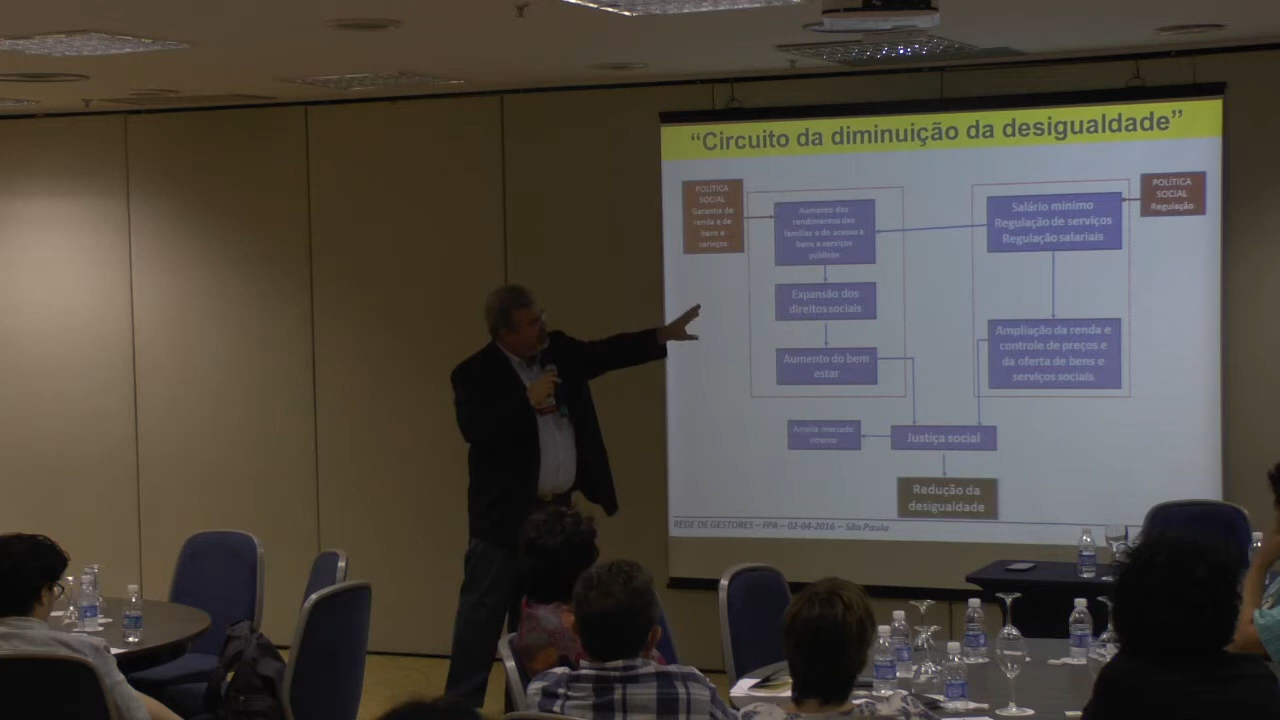 “Circuito da diminuição da desigualdade”
POLÍTICA
SOCIAL
Garantia de
renda e de
bens e
serviços
Aumento dos
rendimentos das
famílias e do acesso a
bens e serviços
públicos
Expansão dos
direitos sociais
Aumento do bem
estar
Salário mínimo
Regulação de serviços
Regulação salariais
POLÍTICA
SOCIAL
Regulação
Ampliação da renda e
controle de preços e
da oferta de bens e
serviços sociais
Amplia mercado
interno
Justiça social
Redução da
desigualdade
REDE DE GESTORES – FPA – 02-04-2016 – São Paulo